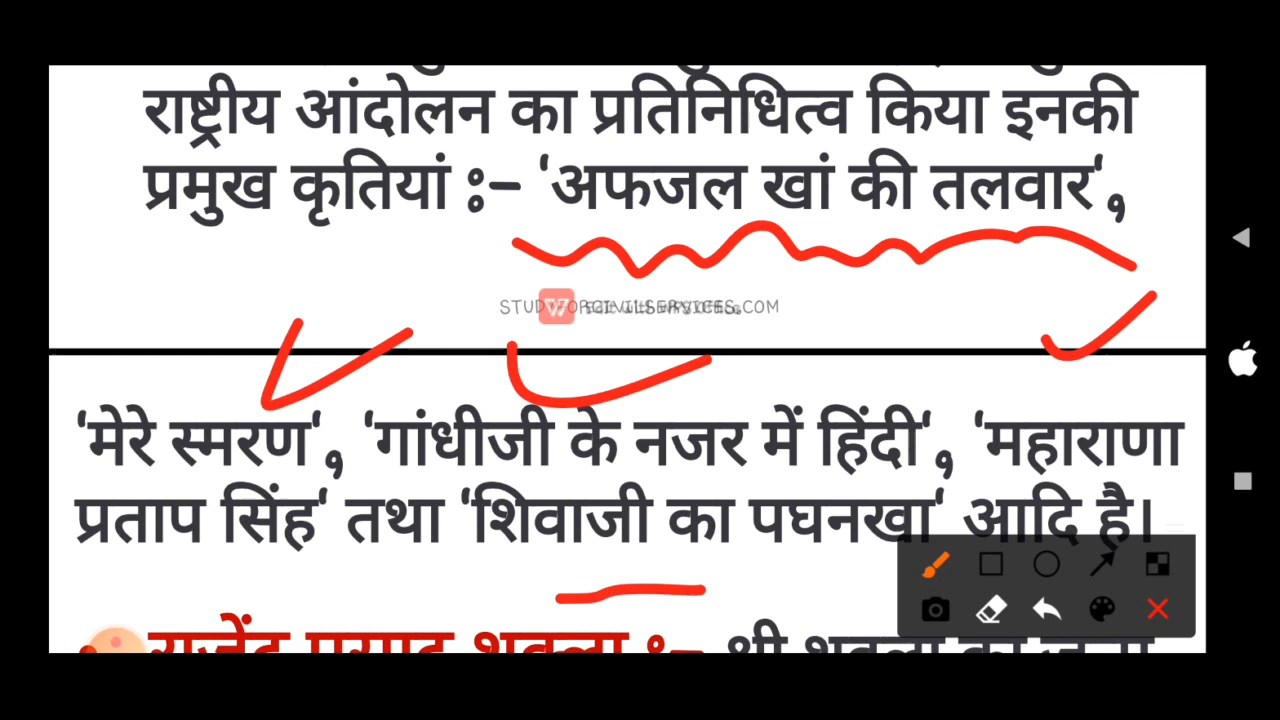 राष्ट्रीय आंदोलन का प्रतिनिधित्व किया इनकी
प्रमुख कृतियां :- 'अफजल खां की तलवार',
'मेरे स्मरण', 'गांधीजी के नजर में हिंदी', 'महाराणा
प्रताप सिंह' तथा 'शिवाजी का पघनखा' आदि है।